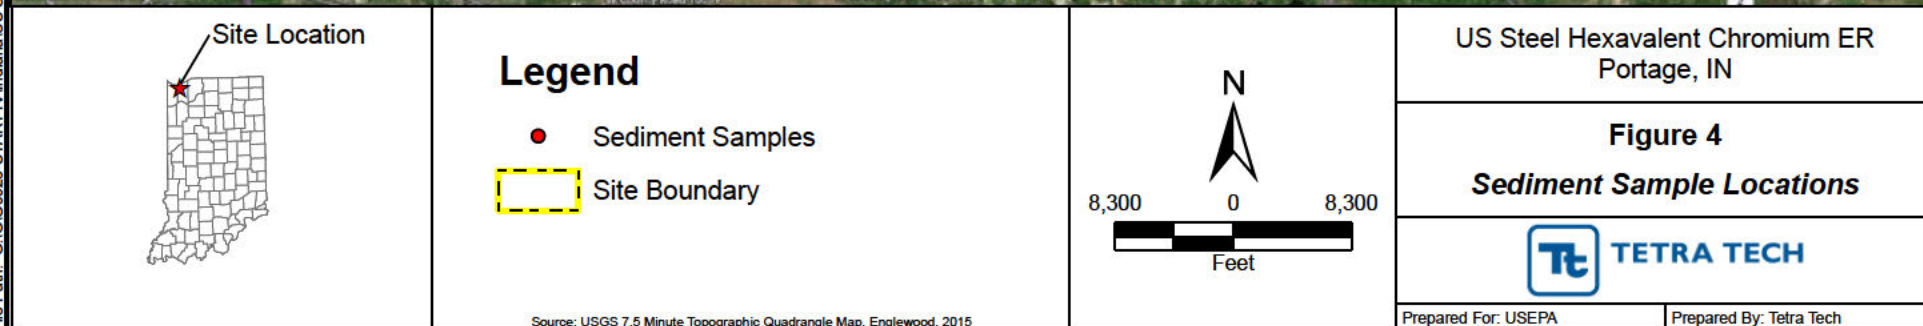 Site Location
Legend
Sediment Samples
Site Boundary
Source: USGS 7.5 Minute Topographic Quadrangle Map, Englewood, 2015
N
8,300 0 8,300
Feet
US Steel Hexavalent Chromium ER
Portage, IN
Figure 4
Sediment Sample Locations
Tt TETRA TECH
Prepared For: USEPA
Prepared By: Tetra Tech